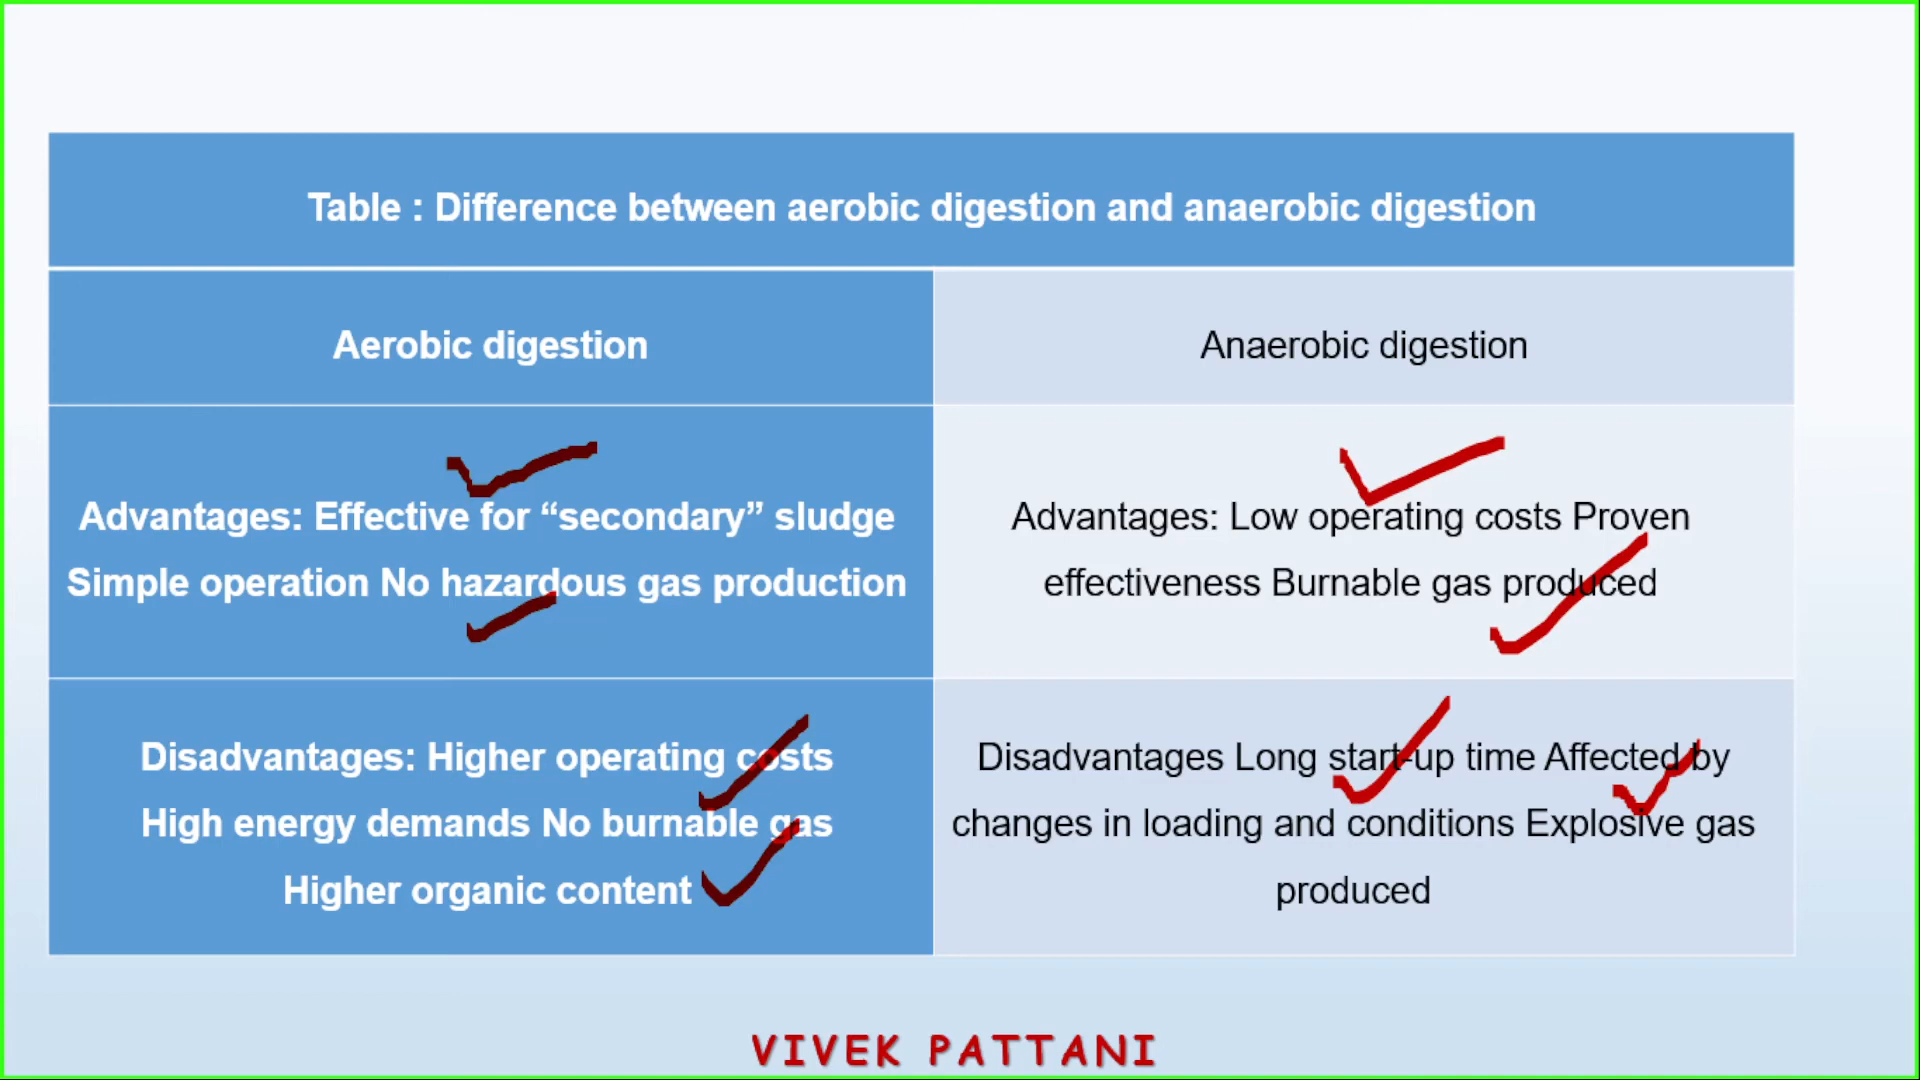 Table : Difference between aerobic digestion and anaerobic digestion
Aerobic digestion
Anaerobic digestion
Advantages: Effective for “secondary” sludge
Simple operation No hazardous gas production
Advantages: Low operating costs Proven
effectiveness Burnable gas produced
Disadvantages: Higher operating costs
High energy demands No burnable gas
Higher organic content
Disadvantages Long start-up time Affected by
changes in loading and conditions Explosive gas
produced
VIVEK PATTANI